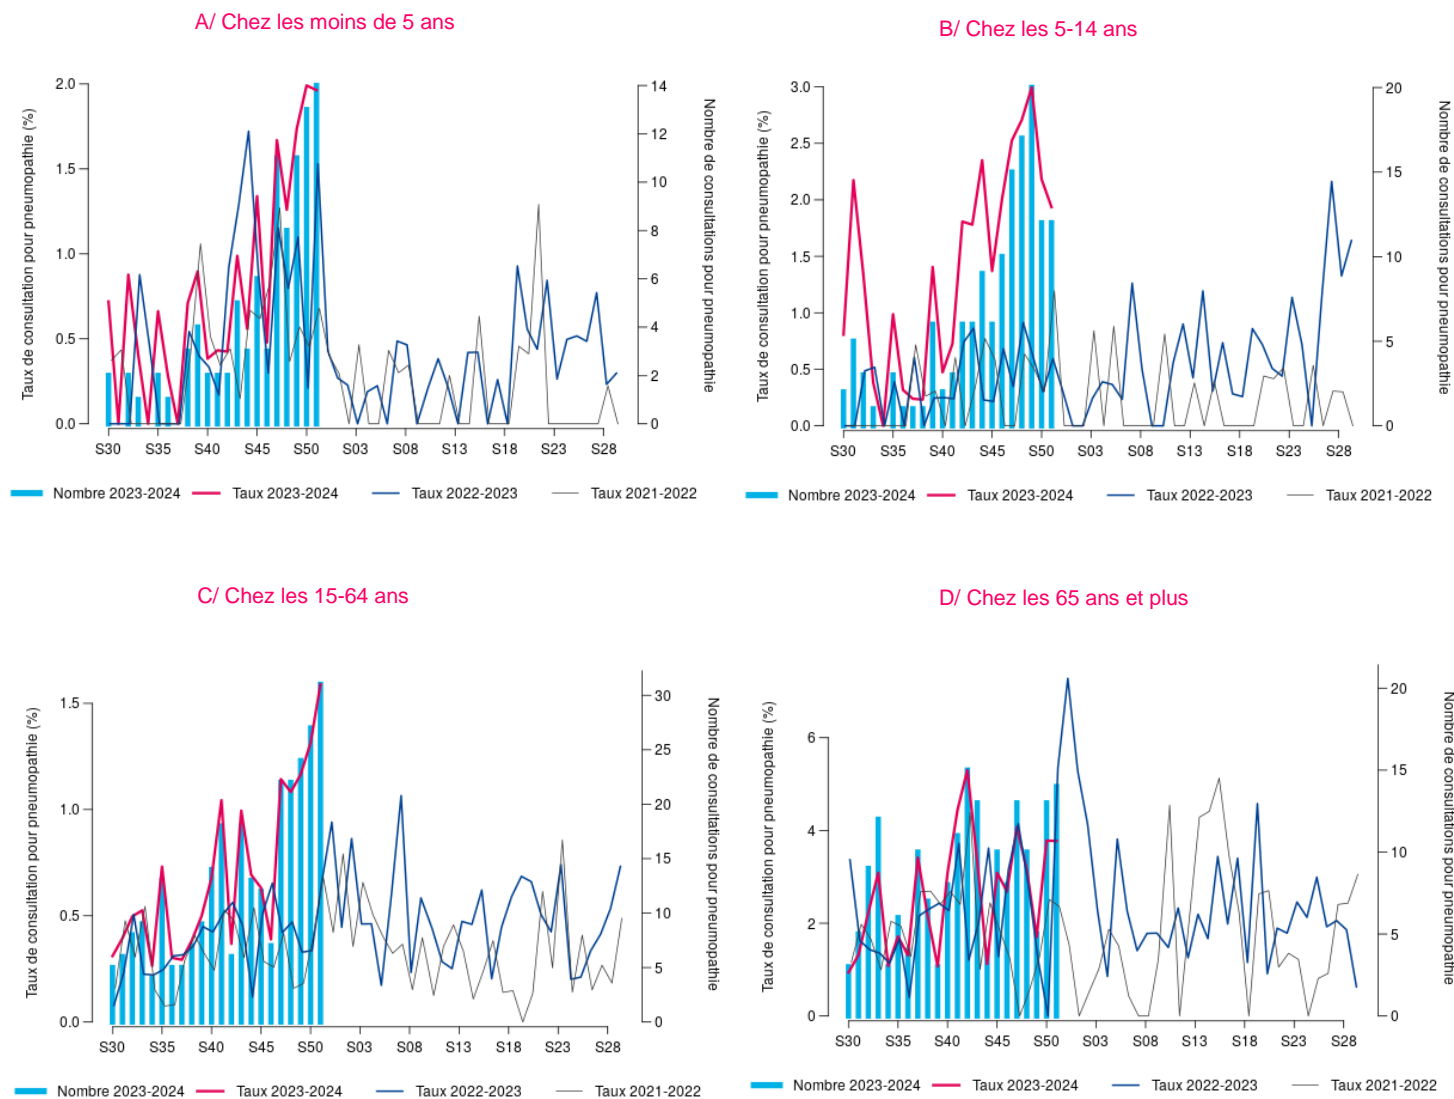 A/ Chez les moins de 5 ans
Taux de consultation pour pneumopathie (%)
2.0
1.5
1.0
0.5
0.0
14
12
10
8
6
4
2
0
Nombre de consultations pour pneumopathie
S30 S35 S40 S45 S50 S03 S08 S13 S18 S23 S28
Nombre 2023-2024 Taux 2023-2024 Taux 2022-2023 Taux 2021-2022
B/ Chez les 5-14 ans
Taux de consultation pour pneumopathie (%)
3.0
2.5
2.0
1.5
1.0
0.5
0.0
20
15
10
5
0
Nombre de consultations pour pneumopathie
S30 S35 S40 S45 S50 S03 S08 S13 S18 S23 S28
Nombre 2023-2024 Taux 2023-2024 Taux 2022-2023 Taux 2021-2022
C/ Chez les 15-64 ans
Taux de consultation pour pneumopathie (%)
1.5
1.0
0.5
0.0
30
25
20
15
10
5
0
Nombre de consultations pour pneumopathie
S30 S35 S40 S45 S50 S03 S08 S13 S18 S23 S28
Nombre 2023-2024 Taux 2023-2024 Taux 2022-2023 Taux 2021-2022
D/ Chez les 65 ans et plus
Taux de consultation pour pneumopathie (%)
6
4
2
0
20
15
10
5
0
Nombre de consultations pour pneumopathie
S30 S35 S40 S45 S50 S03 S08 S13 S18 S23 S28
Nombre 2023-2024 Taux 2023-2024 Taux 2022-2023 Taux 2021-2022